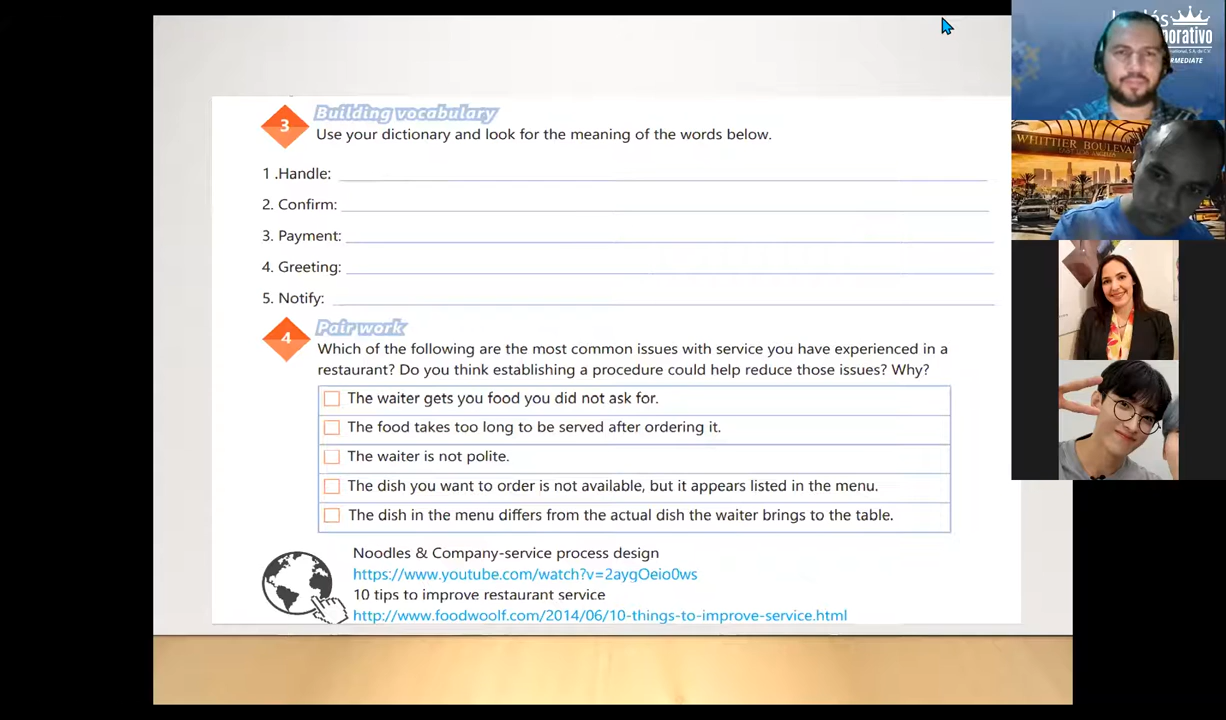 3
Building vocabulary
Use your dictionary and look for the meaning of the words below.
1 .Handle:
2. Confirm:
3. Payment:
4. Greeting:
5. Notify:
4
Pair work
Which of the following are the most common issues with service you have experienced in a
restaurant? Do you think establishing a procedure could help reduce those issues? Why?
The waiter gets you food you did not ask for.
The food takes too long to be served after ordering it.
The waiter is not polite.
The dish you want to order is not available, but it appears listed in the menu.
The dish in the menu differs from the actual dish the waiter brings to the table.
Noodles & Company-service process design
https://www.youtube.com/watch?v=2aygOeio0ws
10 tips to improve restaurant service
http://www.foodwoolf.com/2014/06/10-things-to-improve-service.html
WHITTIER BOULEVA